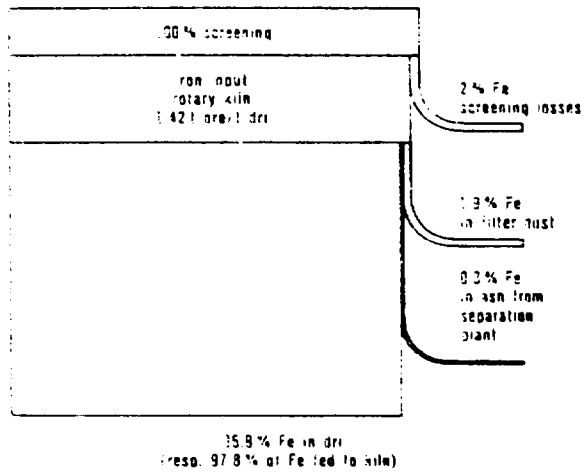 100 % screening
iron input
rotary kiln
1.42 t ore/t dri
2 % Fe
screening losses
1.9 % Fe
in filter dust
0.3 % Fe
in ash from
separation
plant
95.8 % Fe in dri
(resp. 97.8 % of Fe fed to kiln)